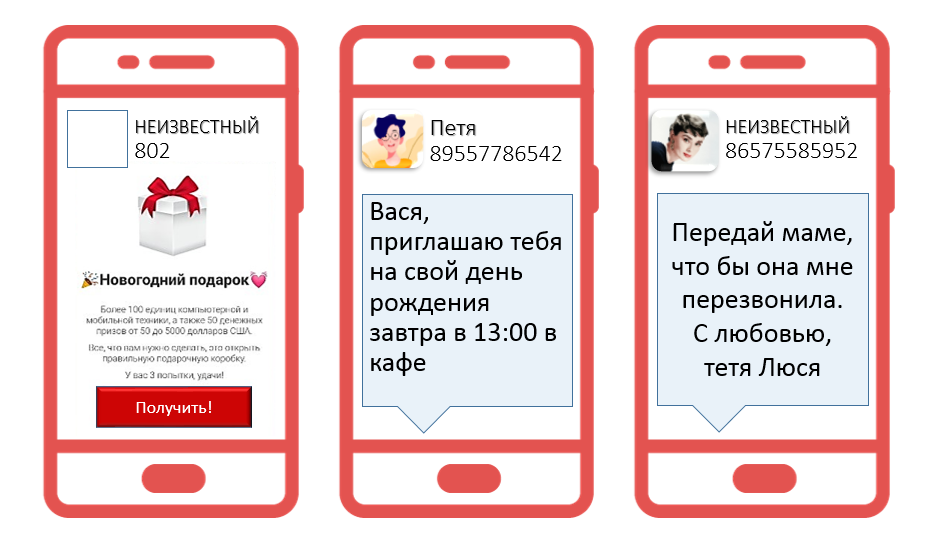 НЕИЗВЕСТНЫЙ
802
🎉Новогодний подарок💓
Более 100 единиц компьютерной и
мобильной техники, а также 50 денежных
призов от 50 до 5000 долларов США.
Все, что вам нужно сделать, это открыть
правильную подарочную коробку.
У вас 3 попытки, удачи!
Получить!
Петя
89557786542
Вася,
приглашаю тебя
на свой день
рождения
завтра в 13:00 в
кафе
НЕИЗВЕСТНЫЙ
86575585952
Передай маме,
что бы она мне
перезвонила.
С любовью,
тетя Люся